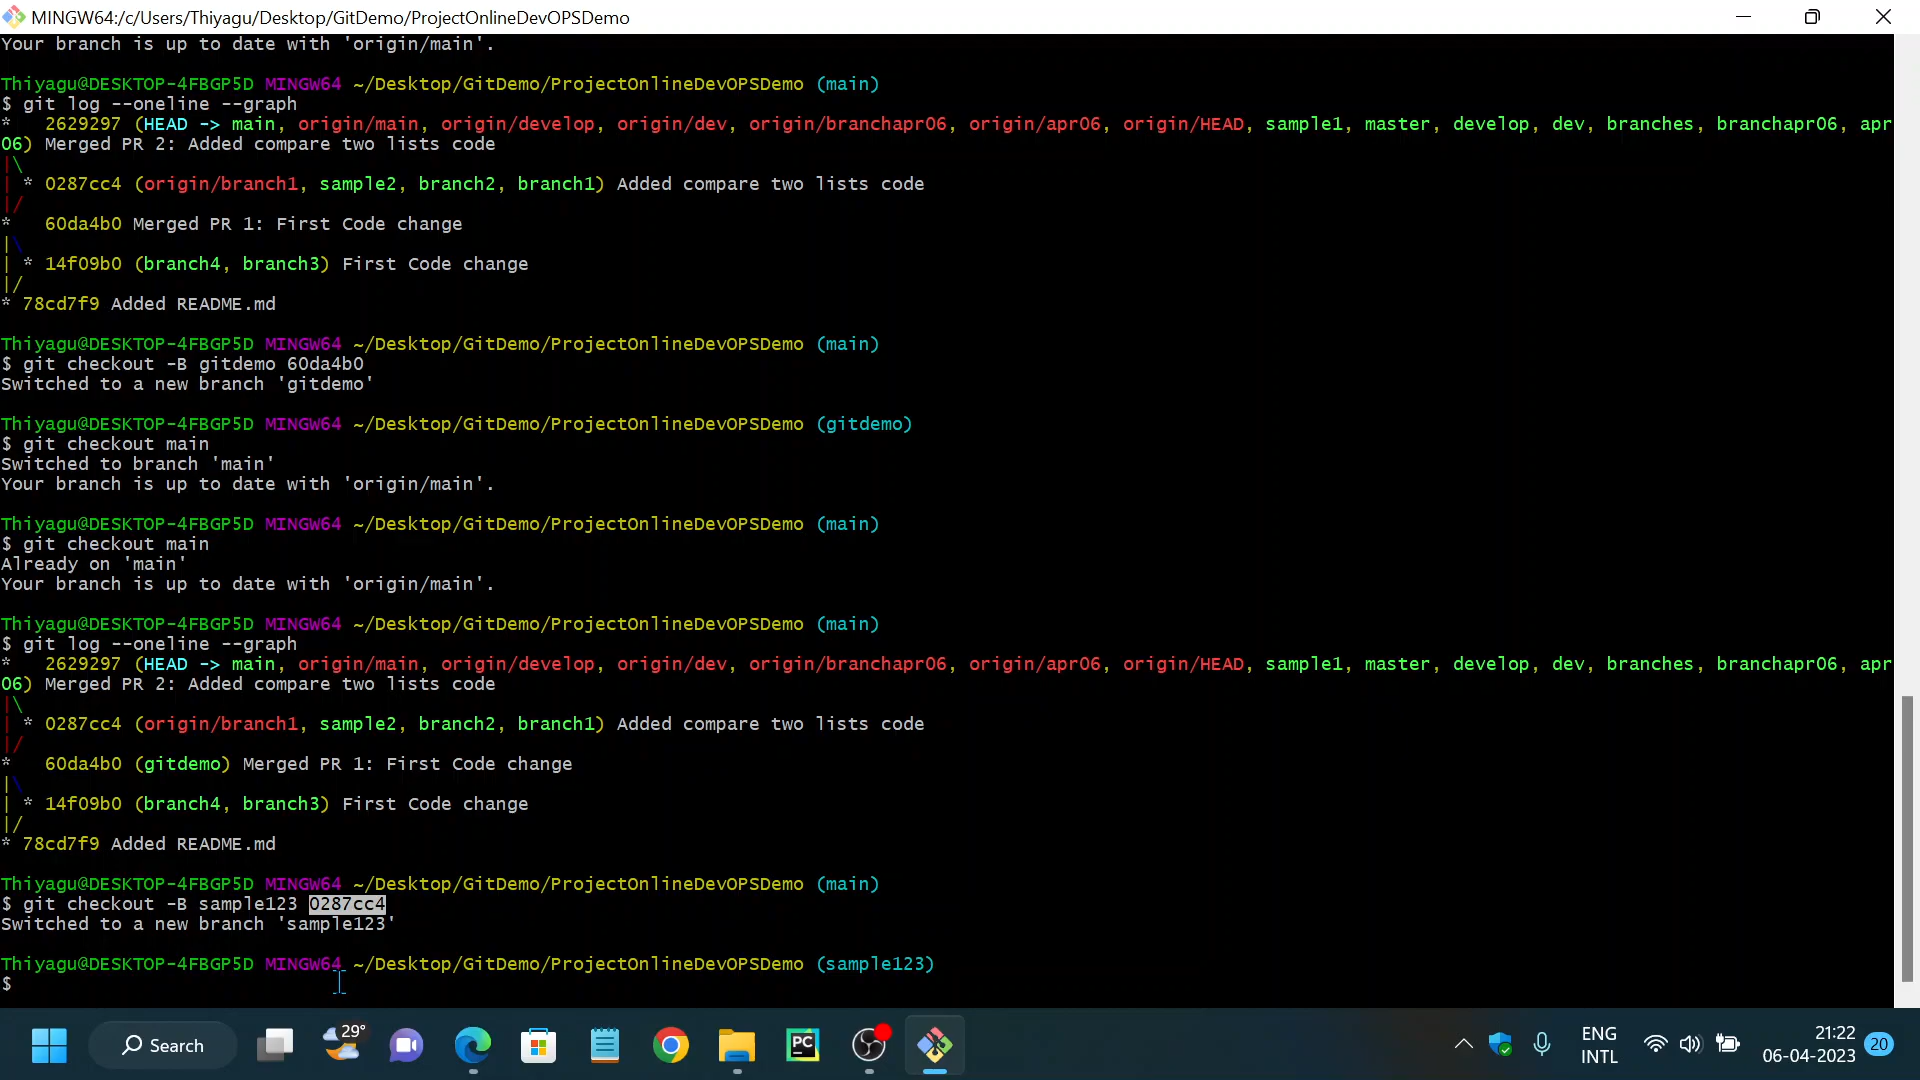 MINGW64:/c/Users/Thiyagu/Desktop/GitDemo/ProjectOnlineDevOPSDemo
Your branch is up to date with 'origin/main'.
Thiyagu@DESKTOP-4FBGP5D MINGW64 ~/Desktop/GitDemo/ProjectOnlineDevOPSDemo (main)
$ git log --oneline --graph
*   2629297 (HEAD -> main, origin/main, origin/develop, origin/dev, origin/branchapr06, origin/apr06, origin/HEAD, sample1, master, develop, dev, branches, branchapr06, apr
06) Merged PR 2: Added compare two lists code
|\
| * 0287cc4 (origin/branch1, sample2, branch2, branch1) Added compare two lists code
|/
*   60da4b0 Merged PR 1: First Code change
|\
| * 14f09b0 (branch4, branch3) First Code change
|/
* 78cd7f9 Added README.md
Thiyagu@DESKTOP-4FBGP5D MINGW64 ~/Desktop/GitDemo/ProjectOnlineDevOPSDemo (main)
$ git checkout -B gitdemo 60da4b0
Switched to a new branch 'gitdemo'
Thiyagu@DESKTOP-4FBGP5D MINGW64 ~/Desktop/GitDemo/ProjectOnlineDevOPSDemo (gitdemo)
$ git checkout main
Switched to branch 'main'
Your branch is up to date with 'origin/main'.
Thiyagu@DESKTOP-4FBGP5D MINGW64 ~/Desktop/GitDemo/ProjectOnlineDevOPSDemo (main)
$ git checkout main
Already on 'main'
Your branch is up to date with 'origin/main'.
Thiyagu@DESKTOP-4FBGP5D MINGW64 ~/Desktop/GitDemo/ProjectOnlineDevOPSDemo (main)
$ git log --oneline --graph
*   2629297 (HEAD -> main, origin/main, origin/develop, origin/dev, origin/branchapr06, origin/apr06, origin/HEAD, sample1, master, develop, dev, branches, branchapr06, apr
06) Merged PR 2: Added compare two lists code
|\
| * 0287cc4 (origin/branch1, sample2, branch2, branch1) Added compare two lists code
|/
*   60da4b0 (gitdemo) Merged PR 1: First Code change
|\
| * 14f09b0 (branch4, branch3) First Code change
|/
* 78cd7f9 Added README.md
Thiyagu@DESKTOP-4FBGP5D MINGW64 ~/Desktop/GitDemo/ProjectOnlineDevOPSDemo (main)
$ git checkout -B sample123 0287cc4
Switched to a new branch 'sample123'
Thiyagu@DESKTOP-4FBGP5D MINGW64 ~/Desktop/GitDemo/ProjectOnlineDevOPSDemo (sample123)
$
Search
29°
PC
ENG
INTL
21:22
06-04-2023
20